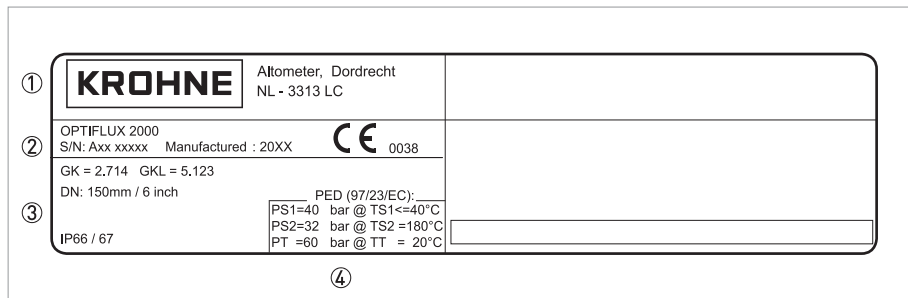 ①
KROHNE
Altometer, Dordrecht
NL - 3313 LC
②
OPTIFLUX 2000
S/N: Axx xxxxx Manufactured : 20XX
CE 0038
③
GK = 2.714 GKL = 5.123
DN: 150mm / 6 inch
PED (97/23/EC):
PS1=40 bar @ TS1<=40°C
PS2=32 bar @ TS2 =180°C
PT =60 bar @ TT = 20°C
IP66 / 67
④